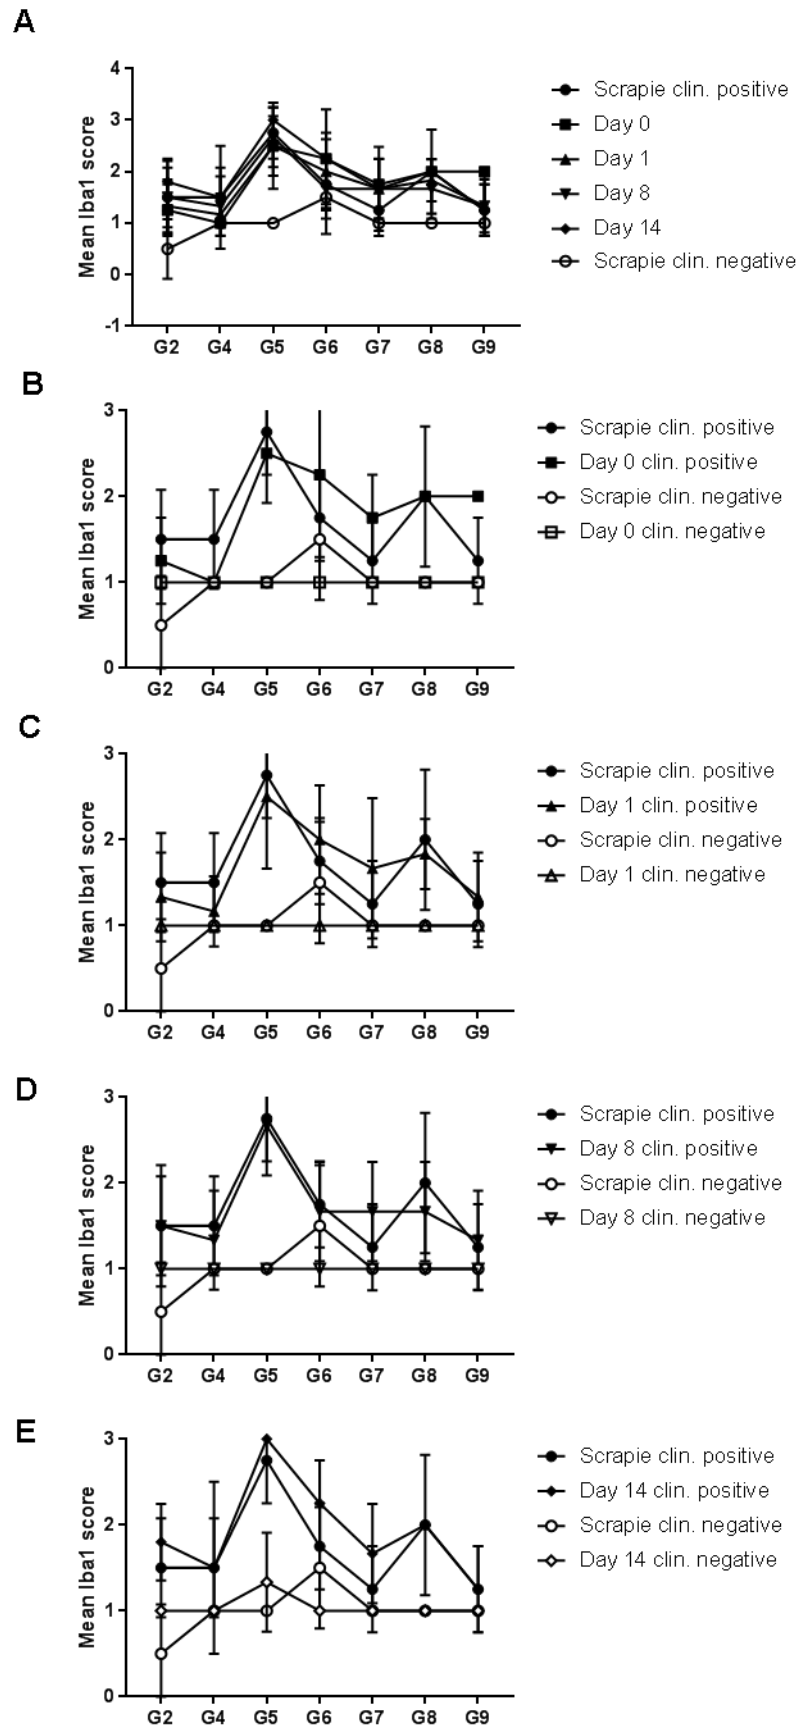 A
Mean Iba1 score
4
3
2
1
0
-1
G2 G4 G5 G6 G7 G8 G9
Scrapie clin. positive
Day 0
Day 1
Day 8
Day 14
Scrapie clin. negative
B
Mean Iba1 score
3
2
1
0
G2 G4 G5 G6 G7 G8 G9
Scrapie clin. positive
Day 0 clin. positive
Scrapie clin. negative
Day 0 clin. negative
C
Mean Iba1 score
3
2
1
0
G2 G4 G5 G6 G7 G8 G9
Scrapie clin. positive
Day 1 clin. positive
Scrapie clin. negative
Day 1 clin. negative
D
Mean Iba1 score
3
2
1
0
G2 G4 G5 G6 G7 G8 G9
Scrapie clin. positive
Day 8 clin. positive
Scrapie clin. negative
Day 8 clin. negative
E
Mean Iba1 score
3
2
1
0
G2 G4 G5 G6 G7 G8 G9
Scrapie clin. positive
Day 14 clin. positive
Scrapie clin. negative
Day 14 clin. negative